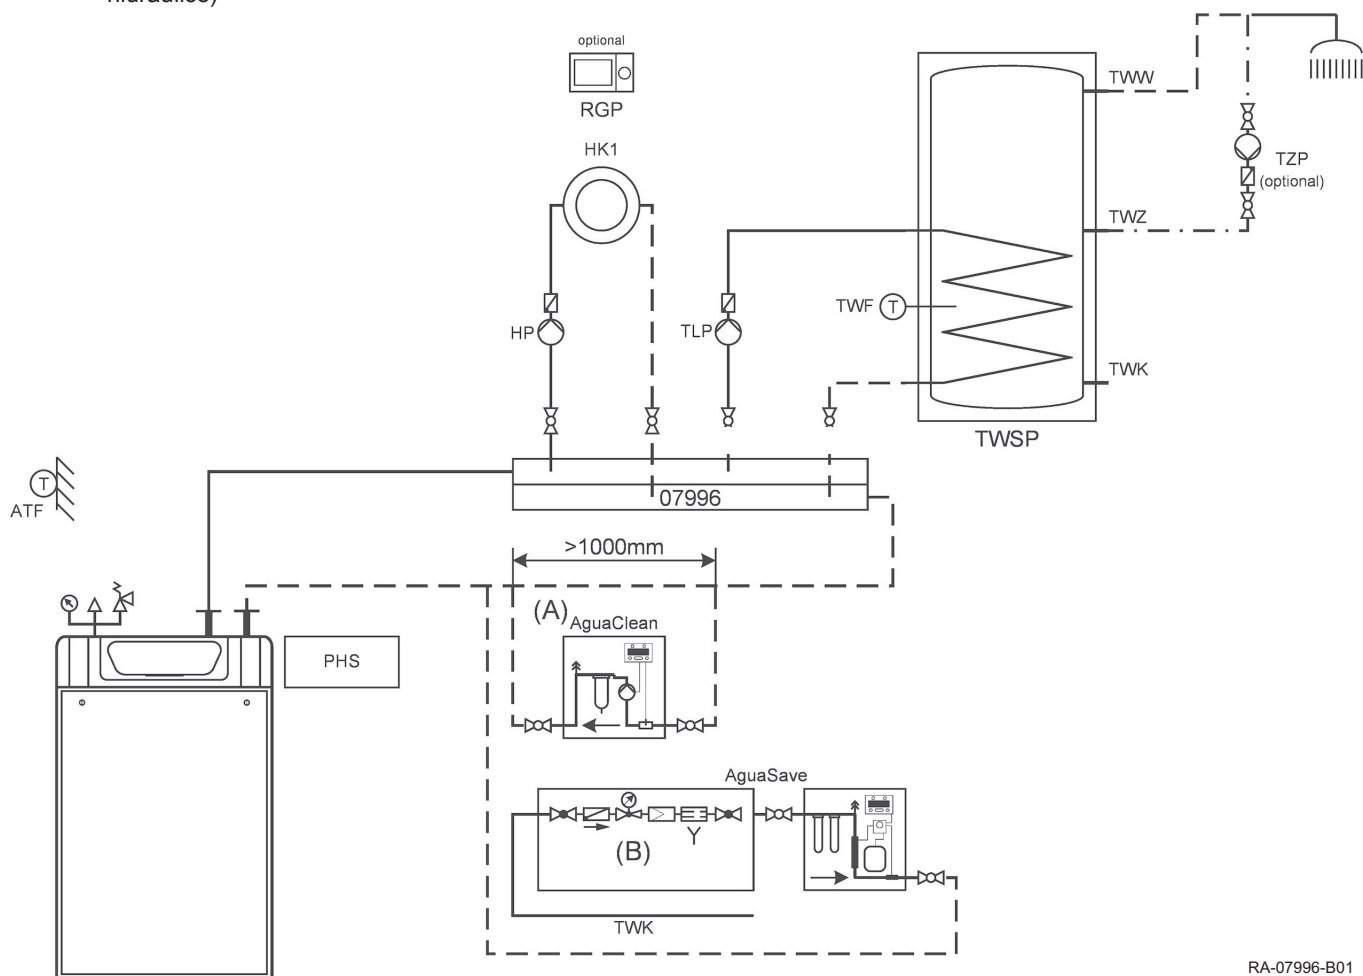 hidráulico)
optional
RGP
HK1
TWW
TZP
(optional)
TWZ
HP
TLP
TWF
T
TWK
TWSP
T
ATF
07996
>1000mm
(A)
AguaClean
PHS
AguaSave
(B)
TWK
RA-07996-B01